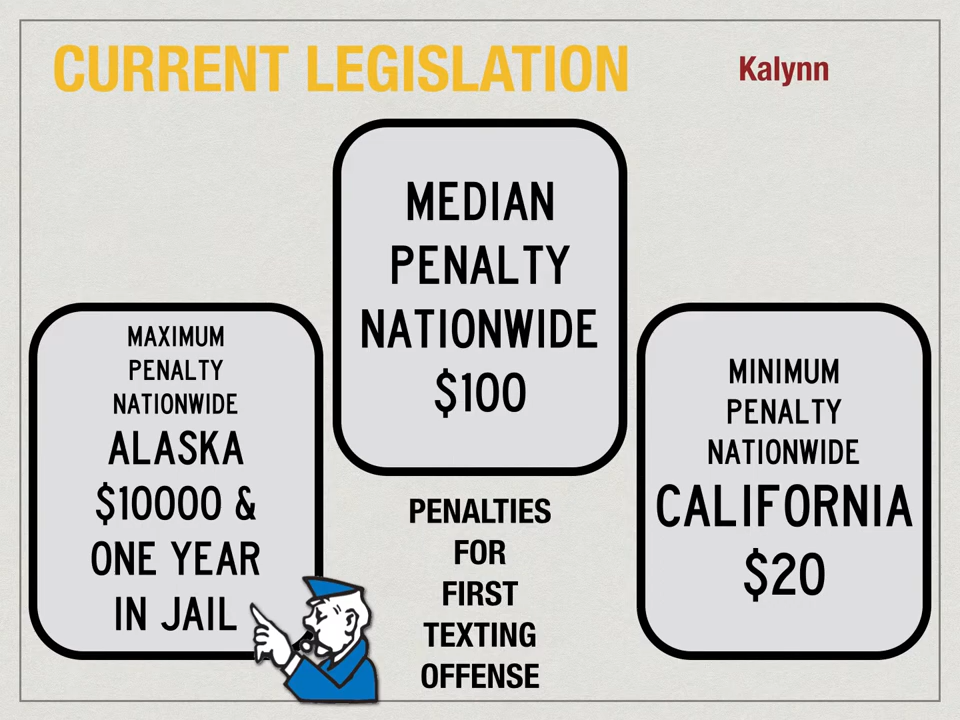 CURRENT LEGISLATION
Kalynn
MEDIAN
PENALTY
NATIONWIDE
$100
MAXIMUM
PENALTY
NATIONWIDE
ALASKA
$10000 &
ONE YEAR
IN JAIL
MINIMUM
PENALTY
NATIONWIDE
CALIFORNIA
$20
PENALTIES
FOR
FIRST
TEXTING
OFFENSE